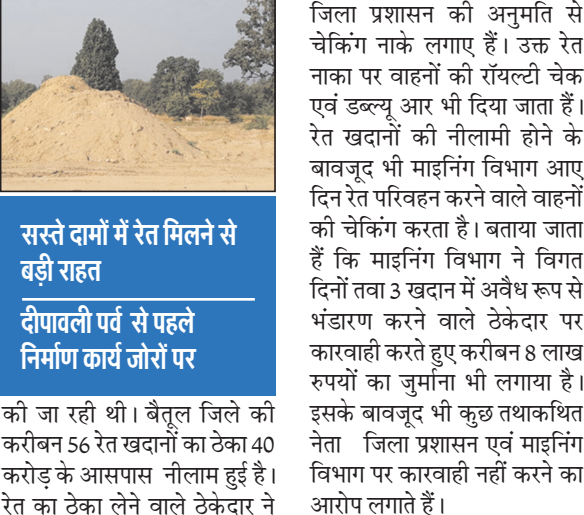 सस्ते दामों में रेत मिलने से
बड़ी राहत
दीपावली पर्व से पहले
निर्माण कार्य जोरों पर
की जा रही थी। बैतूल जिले की
करीबन 56 रेत खदानों का ठेका 40
करोड़ के आसपास नीलाम हुई है।
रेत का ठेका लेने वाले ठेकेदार ने
जिला प्रशासन की अनुमति से
चेकिंग नाके लगाए हैं। उक्त रेत
नाका पर वाहनों की रॉयल्टी चेक
एवं डब्ल्यू आर भी दिया जाता हैं।
रेत खदानों की नीलामी होने के
बावजूद भी माइनिंग विभाग आए
दिन रेत परिवहन करने वाले वाहनों
की चेकिंग करता है। बताया जाता
हैं कि माइनिंग विभाग ने विगत
दिनों तवा 3 खदान में अवैध रूप से
भंडारण करने वाले ठेकेदार पर
कारवाही करते हुए करीबन 8 लाख
रुपयों का जुर्माना भी लगाया है।
इसके बावजूद भी कुछ तथाकथित
नेता जिला प्रशासन एवं माइनिंग
विभाग पर कारवाही नहीं करने का
आरोप लगाते हैं।